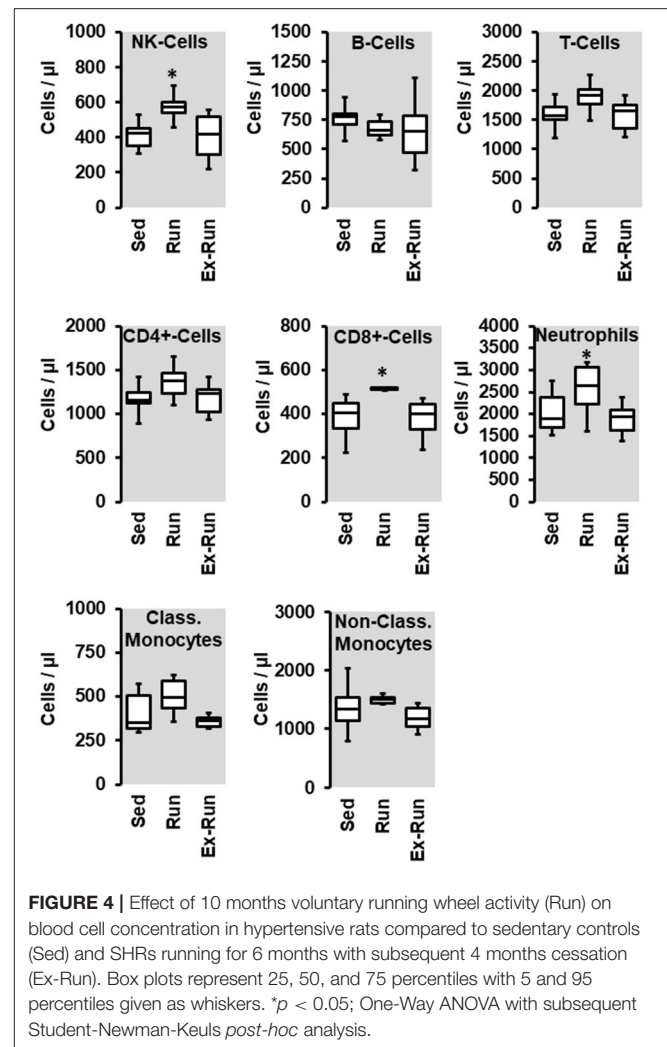 NK-Cells
Cells / µl
1000
800
600
400
200
0
*
Sed
Run
Ex-Run
B-Cells
1500
1250
1000
750
500
250
0
Sed
Run
Ex-Run
T-Cells
3000
2500
2000
1500
1000
500
0
Sed
Run
Ex-Run
CD4+-Cells
Cells / µl
2000
1500
1000
500
0
Sed
Run
Ex-Run
CD8+-Cells
800
600
400
200
0
*
Sed
Run
Ex-Run
Neutrophils
4000
3500
3000
2500
2000
1500
1000
500
0
*
Sed
Run
Ex-Run
Class.
Monocytes
Cells / µl
1000
750
500
250
0
Sed
Run
Ex-Run
Non-Class.
Monocytes
Cells / µl
3000
2000
1000
0
Sed
Run
Ex-Run
FIGURE 4 | Effect of 10 months voluntary running wheel activity (Run) on
blood cell concentration in hypertensive rats compared to sedentary controls
(Sed) and SHRs running for 6 months with subsequent 4 months cessation
(Ex-Run). Box plots represent 25, 50, and 75 percentiles with 5 and 95
percentiles given as whiskers. *p < 0.05; One-Way ANOVA with subsequent
Student-Newman-Keuls post-hoc analysis.